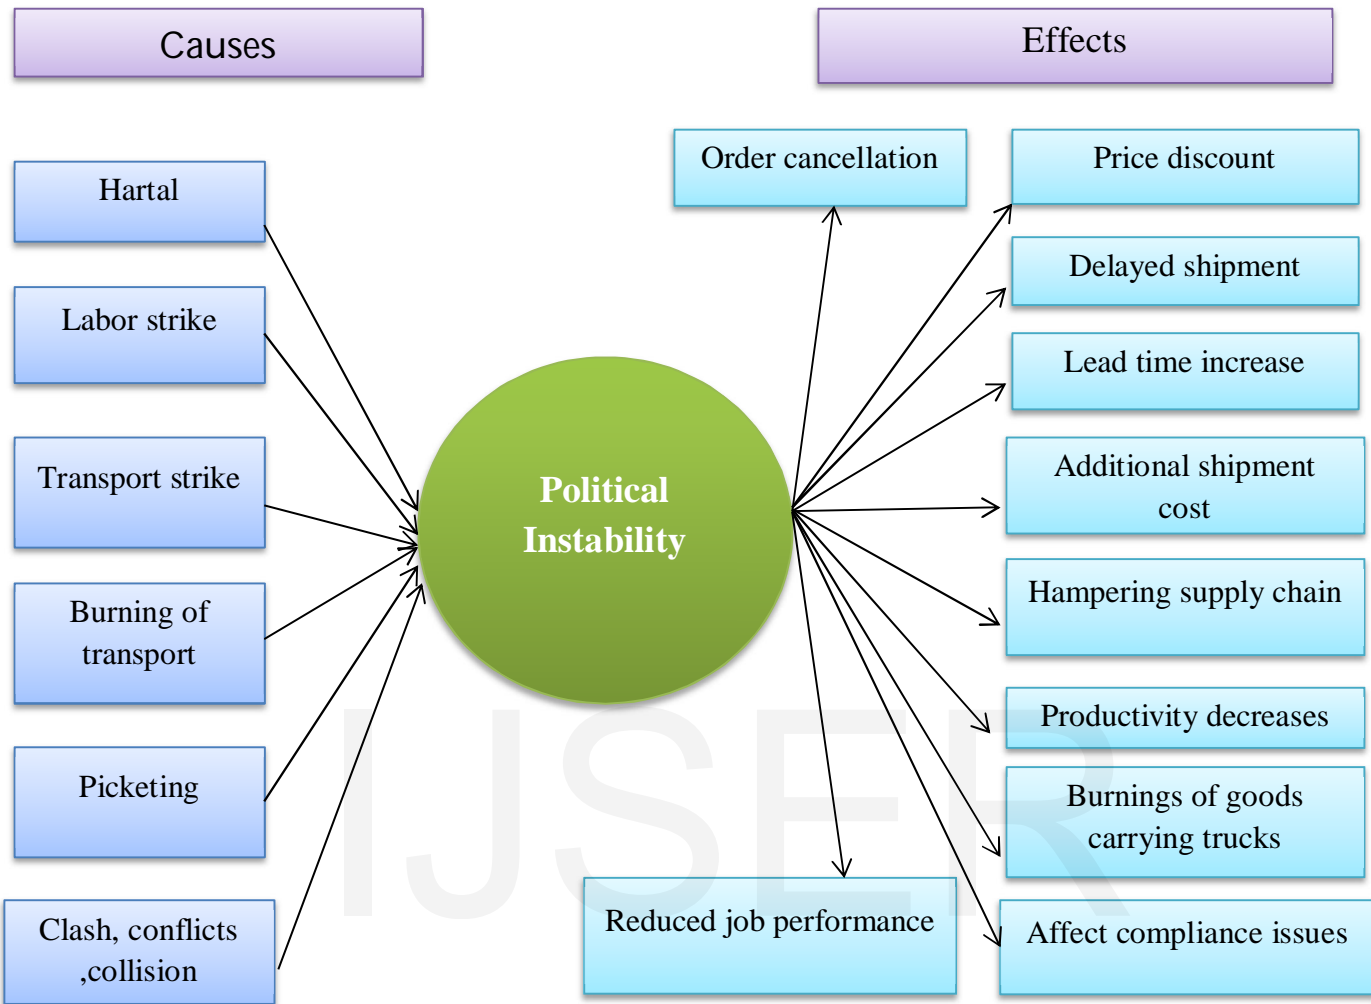 Causes
Effects
Hartal
Labor strike
Transport strike
Burning of
transport
Picketing
Clash, conflicts
,collision
Political
Instability
Order cancellation
Price discount
Delayed shipment
Lead time increase
Additional shipment
cost
Hampering supply chain
Productivity decreases
Burnings of goods
carrying trucks
Affect compliance issues
Reduced job performance
IJSER